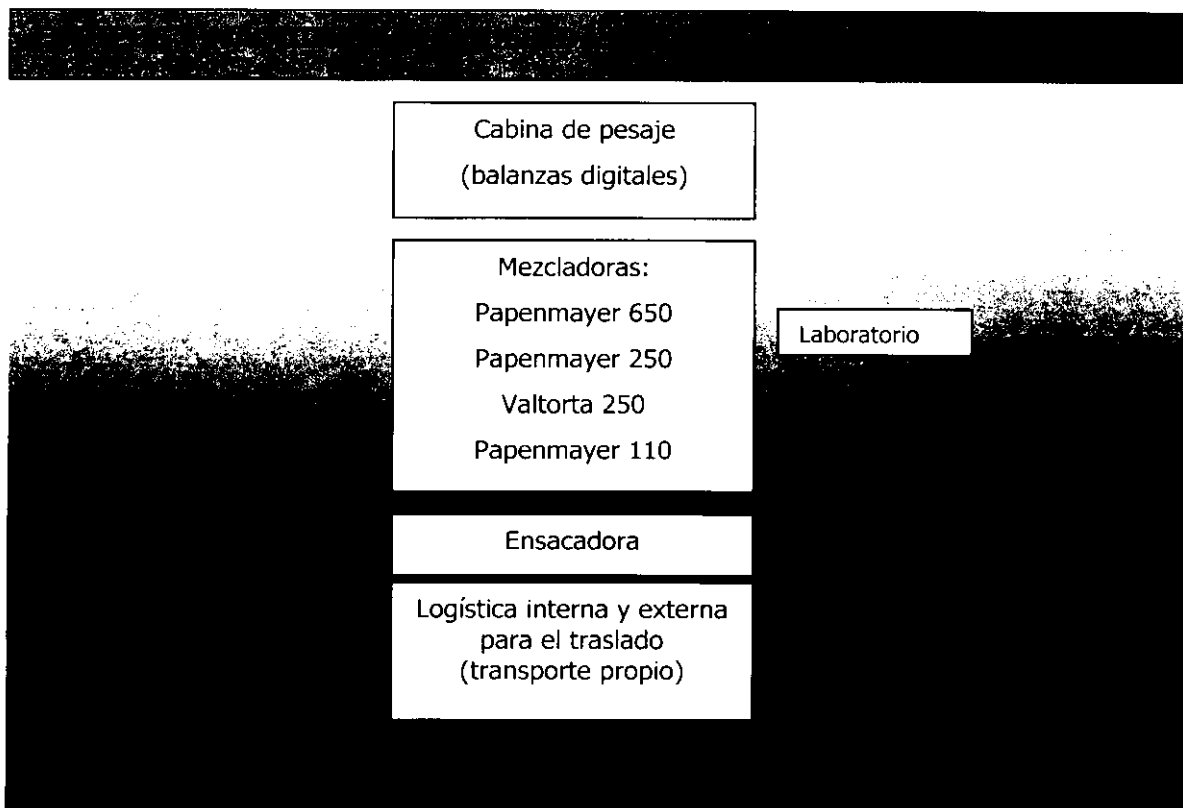 Cabina de pesaje
(balanzas digitales)
Mezcladoras:
Papenmayer 650
Papenmayer 250
Valtorta 250
Papenmayer 110
Laboratorio
Ensacadora
Logística interna y externa
para el traslado
(transporte propio)